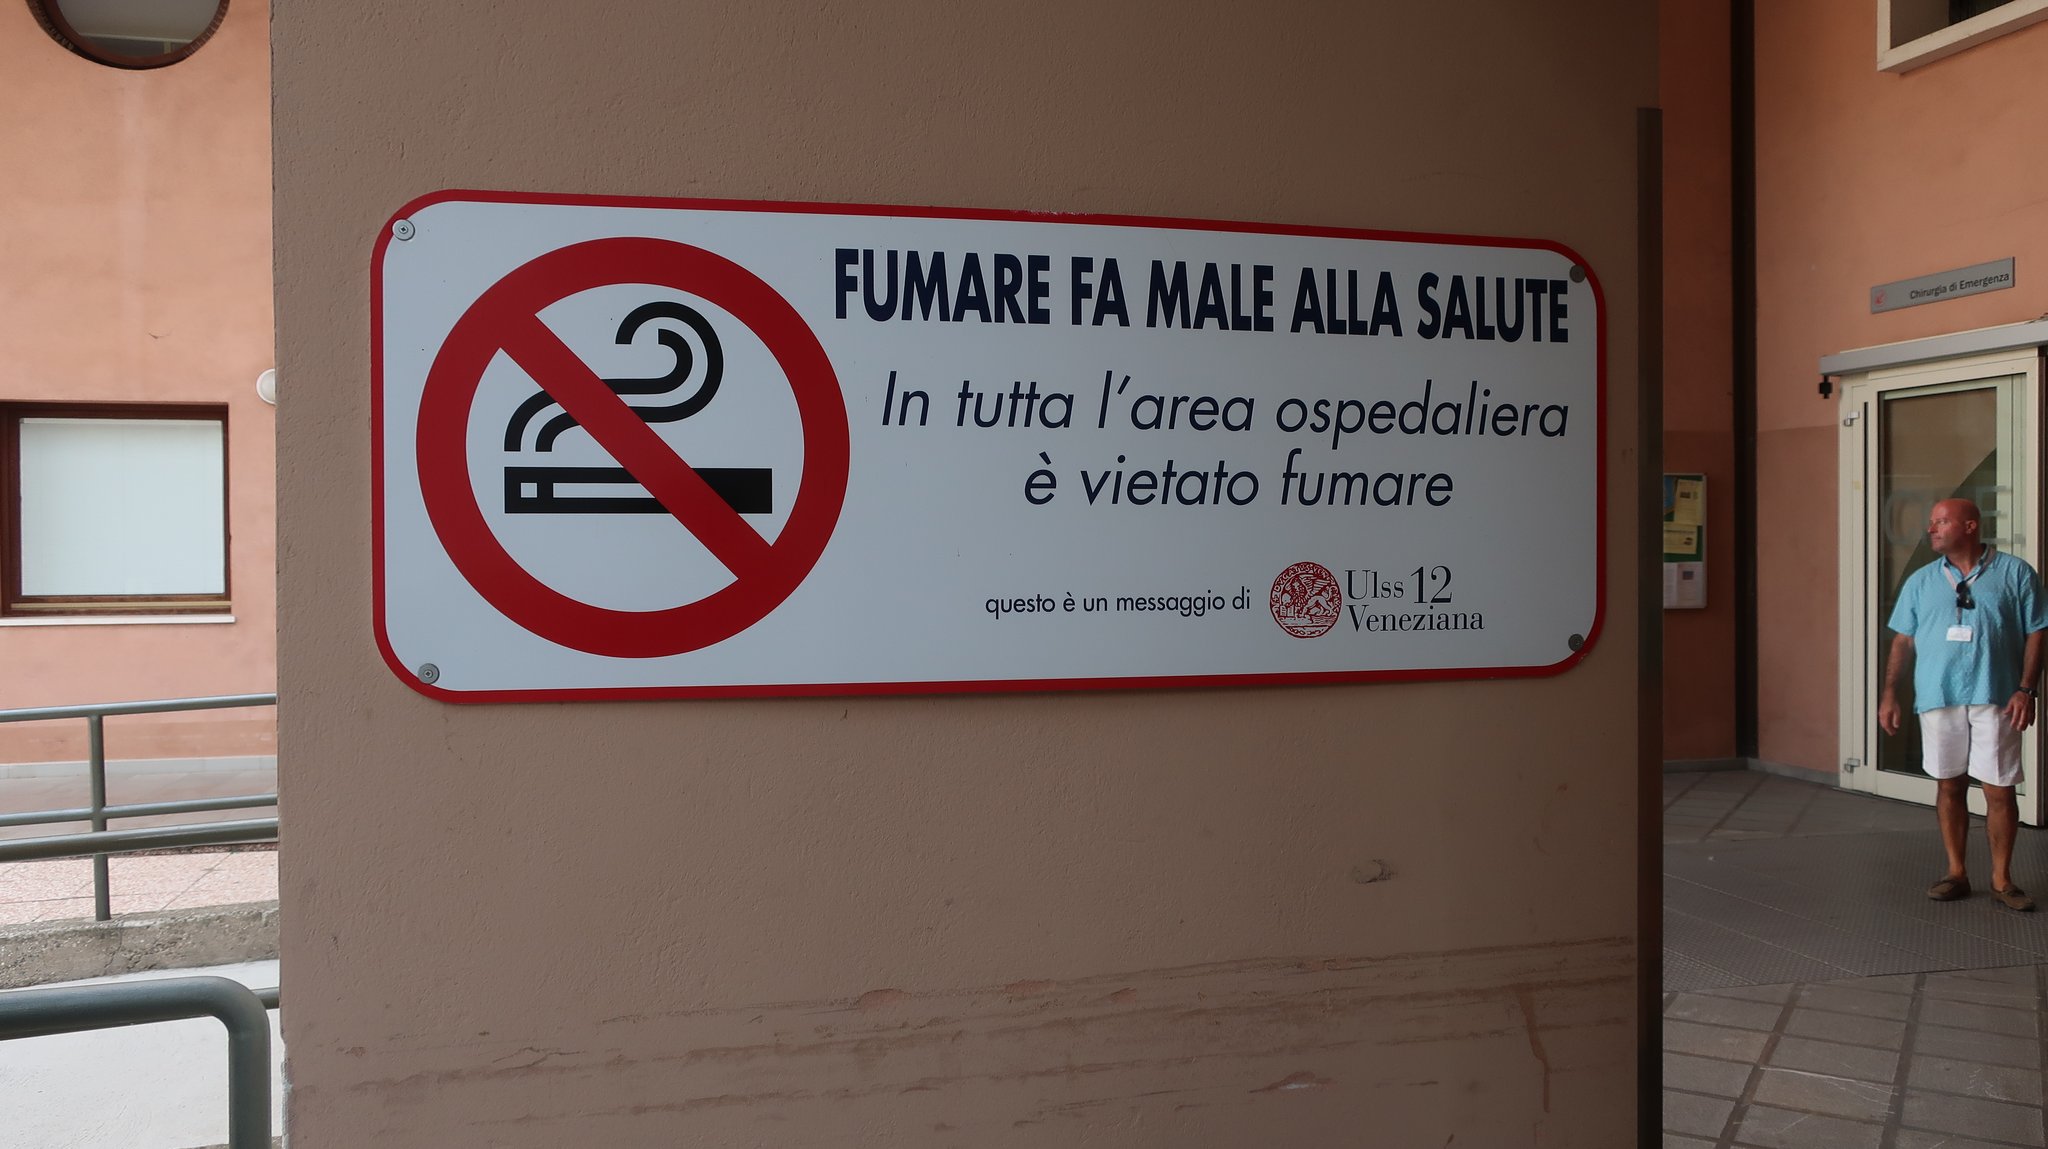 FUMARE FA MALE ALLA SALUTE
In tutta l'area ospedaliera
è vietato fumare
questo è un messaggio di
Ulss 12
Veneziana
Chirurgia di Emergenza